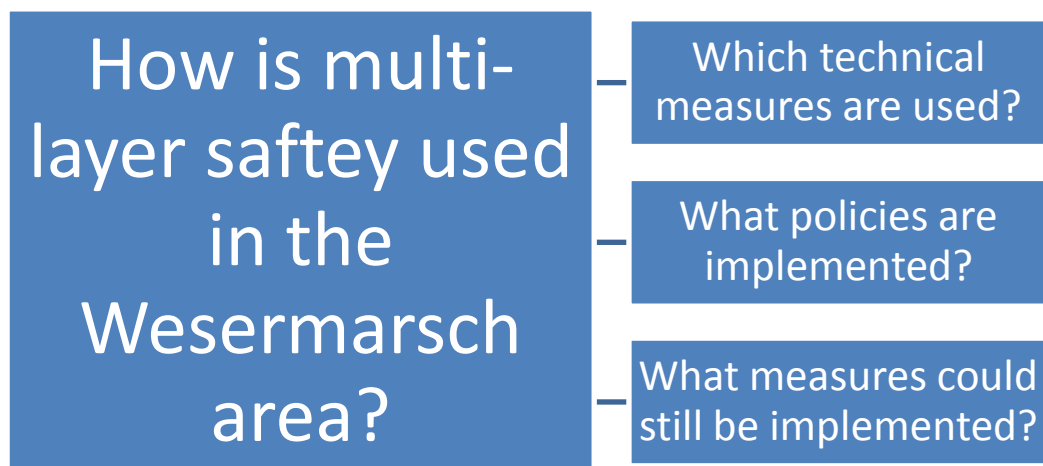 How is multi-
layer saftey used
in the
Wesermarsch
area?
Which technical
measures are used?
What policies are
implemented?
What measures could
still be implemented?